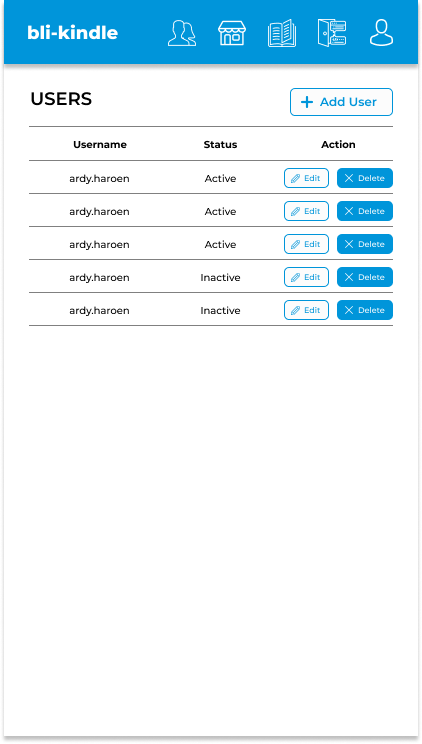 bli-kindle
USERS
Add User
Username Status Action
ardy.haroen Active Edit Delete
ardy.haroen Active Edit Delete
ardy.haroen Active Edit Delete
ardy.haroen Inactive Edit Delete
ardy.haroen Inactive Edit Delete